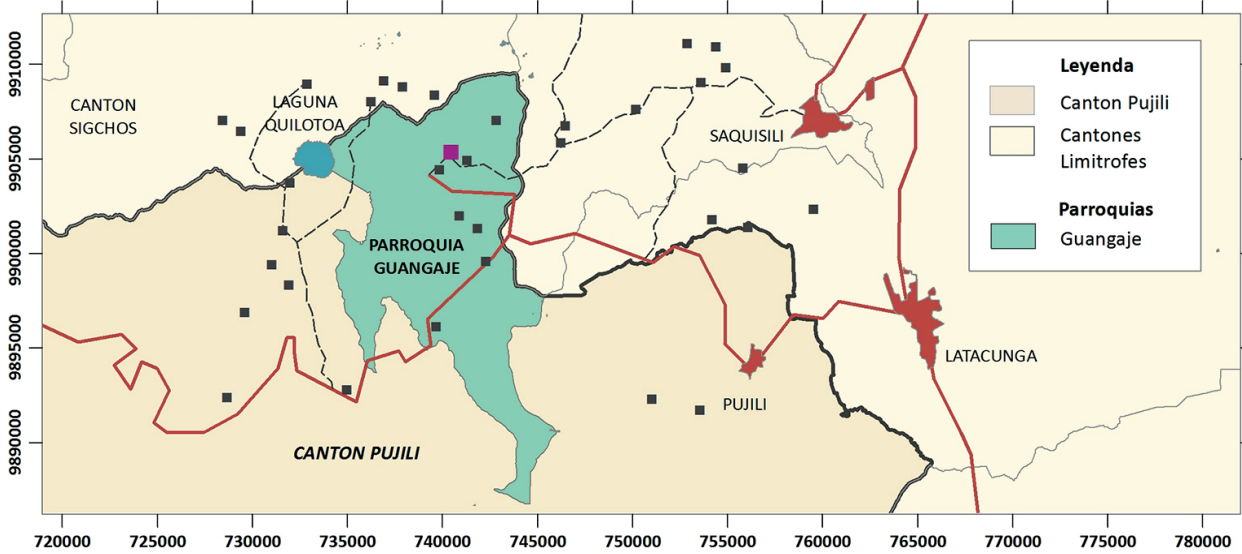 9910000
9905000
9900000
9895000
9890000
CANTON
SIGCHOS
LAGUNA
QUILOTOA
SAQUISILI
PARROQUIA
GUANGAJE
LATACUNGA
PUJILI
CANTON PUJILI
Leyenda
Canton Pujili
Cantones
Limitrofes
Parroquias
Guangaje
720000 725000 730000 735000 740000 745000 750000 755000 760000 765000 770000 775000 780000